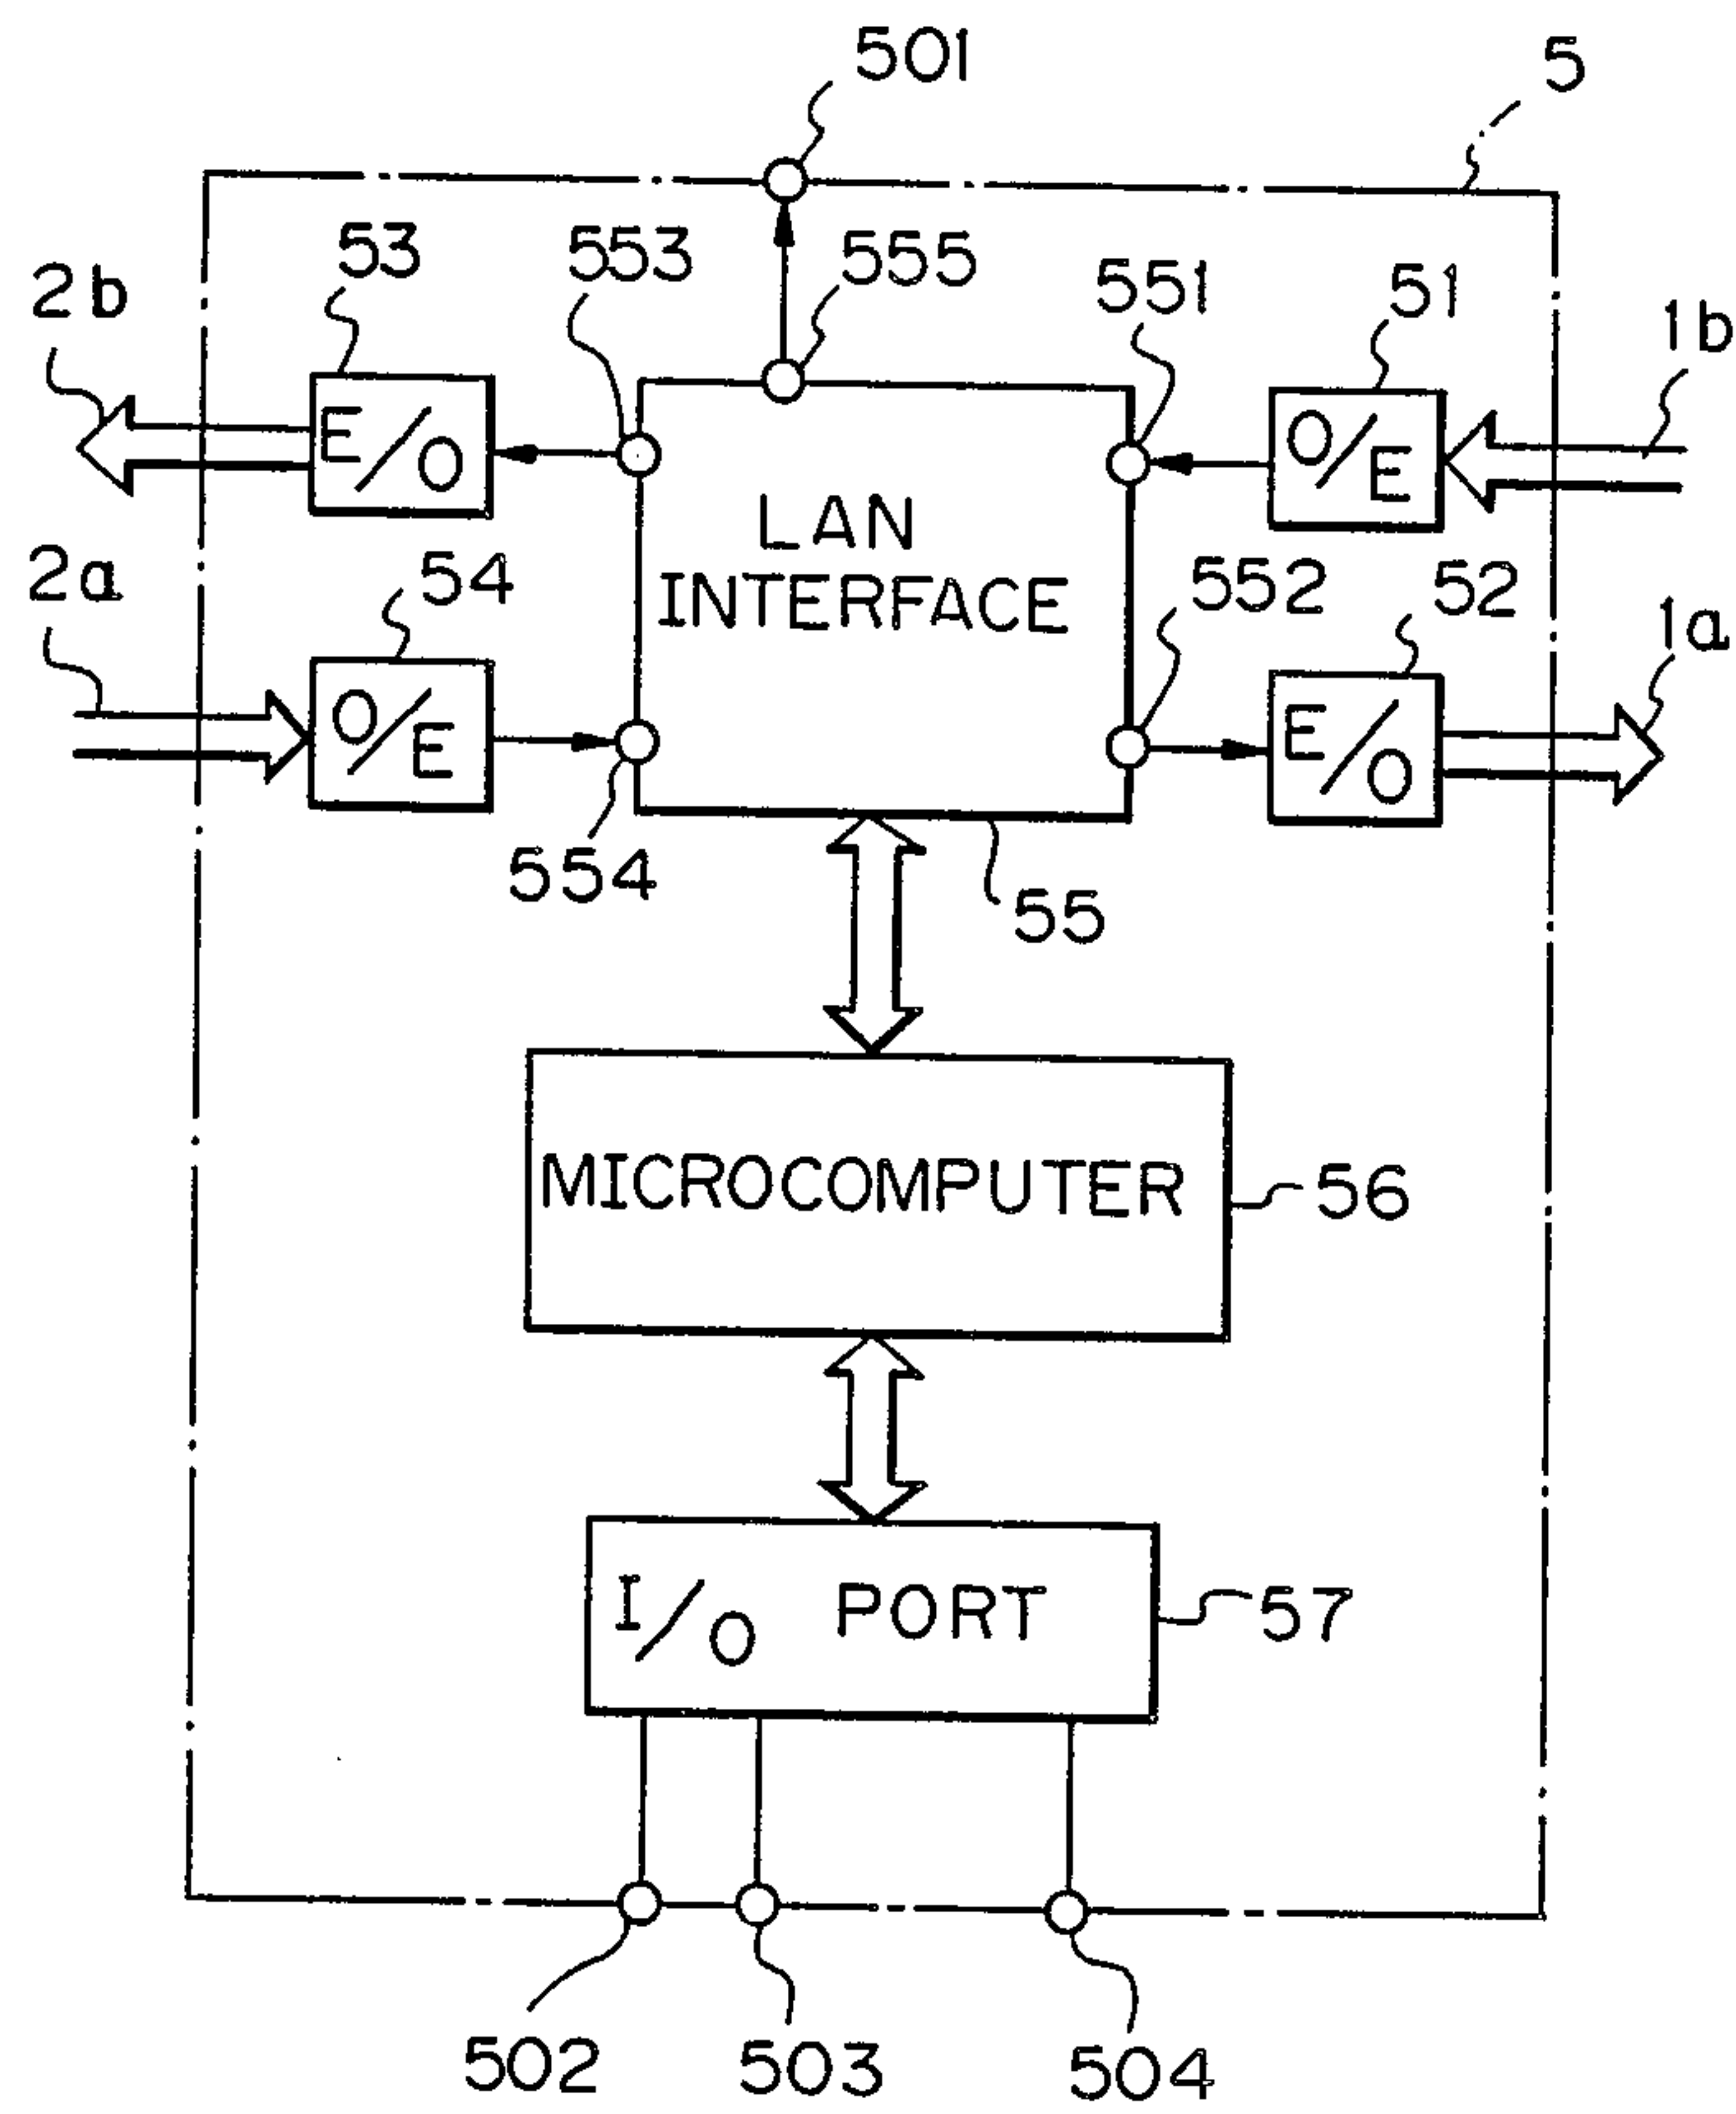 501
5
53
553
555
551
51
2b
1b
E/O
O/E
LAN
INTERFACE
2a
54
552
52
1a
O/E
E/O
554
55
MICROCOMPUTER
56
I/O PORT
57
502
503
504